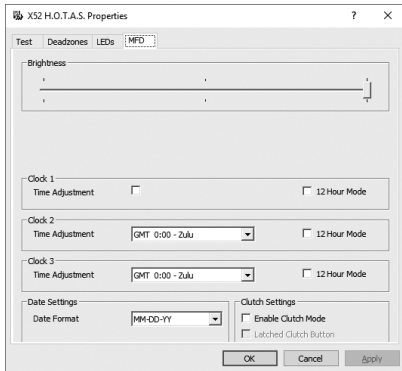 X52 H.O.T.A.S. Properties ? ×
Test Deadzones LEDs MFD
Brightness
Clock 1
Time Adjustment 12 Hour Mode
Clock 2
Time Adjustment GMT 0:00 - Zulu 12 Hour Mode
Clock 3
Time Adjustment GMT 0:00 - Zulu 12 Hour Mode
Date Settings Clutch Settings
Date Format MM-DD-YY Enable Clutch Mode
Latched Clutch Button
OK Cancel Apply